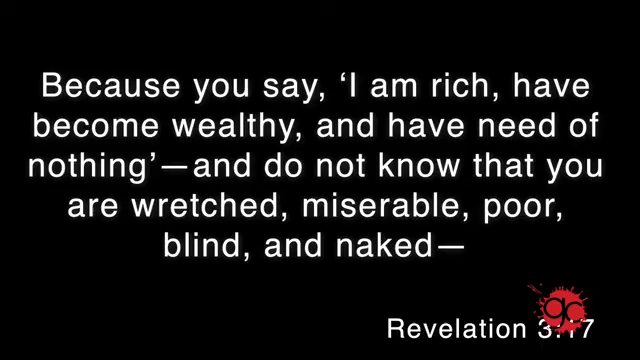 Because you say, ‘I am rich, have
become wealthy, and have need of
nothing’—and do not know that you
are wretched, miserable, poor,
blind, and naked—
gc
Revelation 3:17